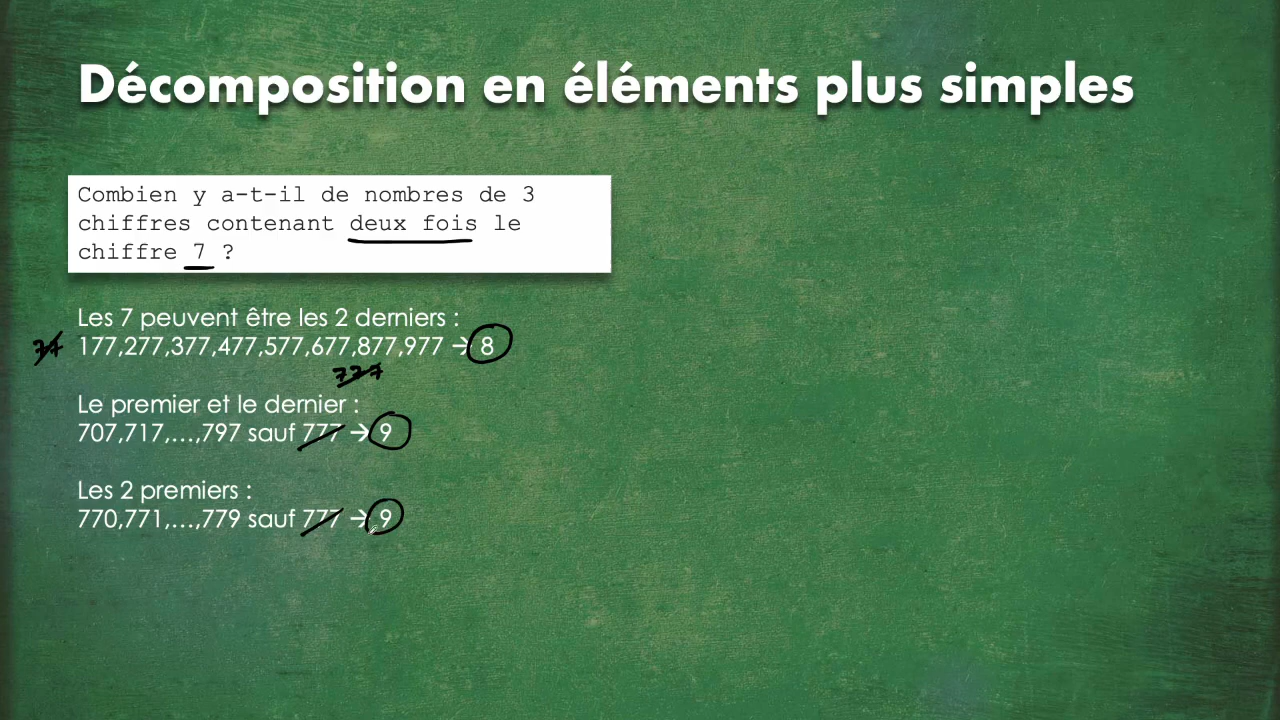 Décomposition en éléments plus simples
Combien y a-t-il de nombres de 3
chiffres contenant deux fois le
chiffre 7 ?
Les 7 peuvent être les 2 derniers :
77 177,277,377,477,577,677,877,977 → 8
777
Le premier et le dernier :
707,717,...,797 sauf 777 → 9
Les 2 premiers :
770,771,...,779 sauf 777 → 9